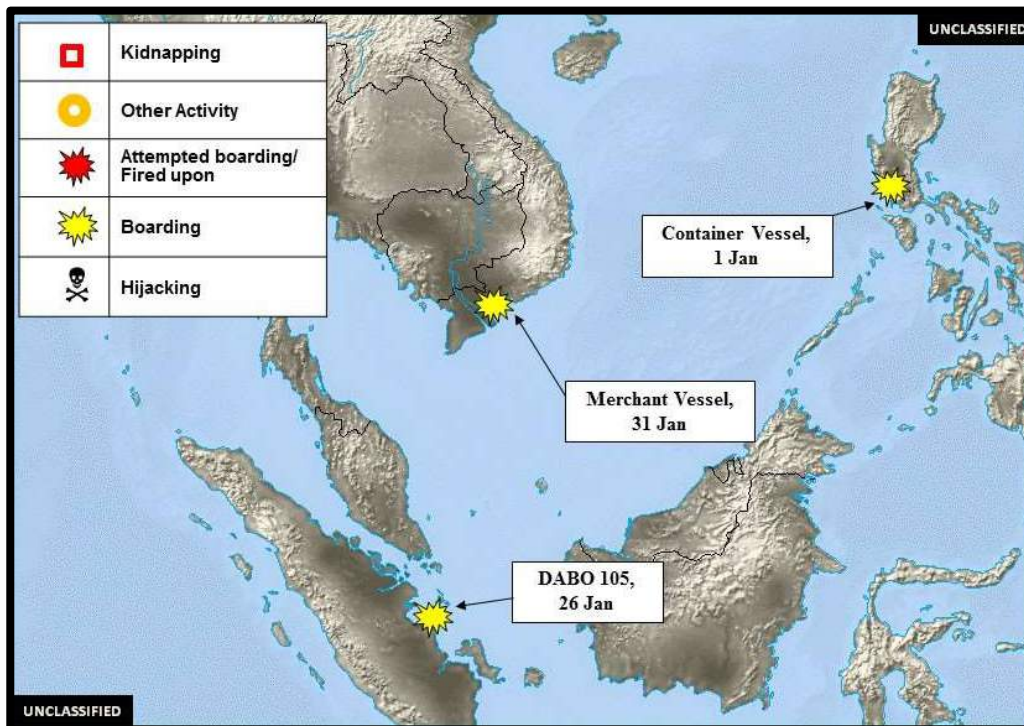 UNCLASSIFIED
Kidnapping
Other Activity
Attempted boarding/
Fired upon
Boarding
Hijacking
Container Vessel,
1 Jan
Merchant Vessel,
31 Jan
DABO 105,
26 Jan
UNCLASSIFIED